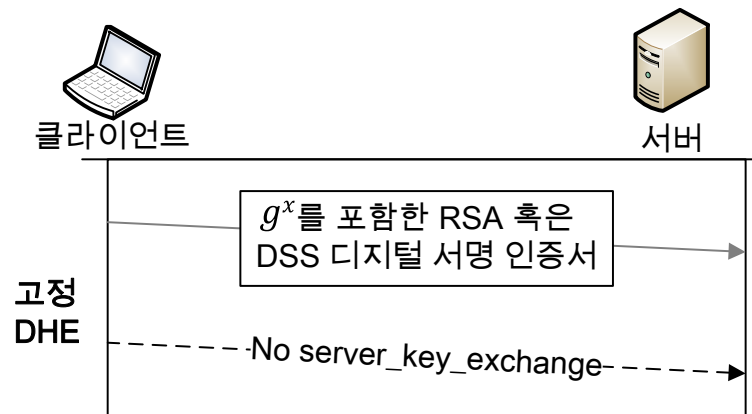 클라이언트
서버
g^x를 포함한 RSA 혹은
DSS 디지털 서명 인증서
고정
DHE
No server_key_exchange